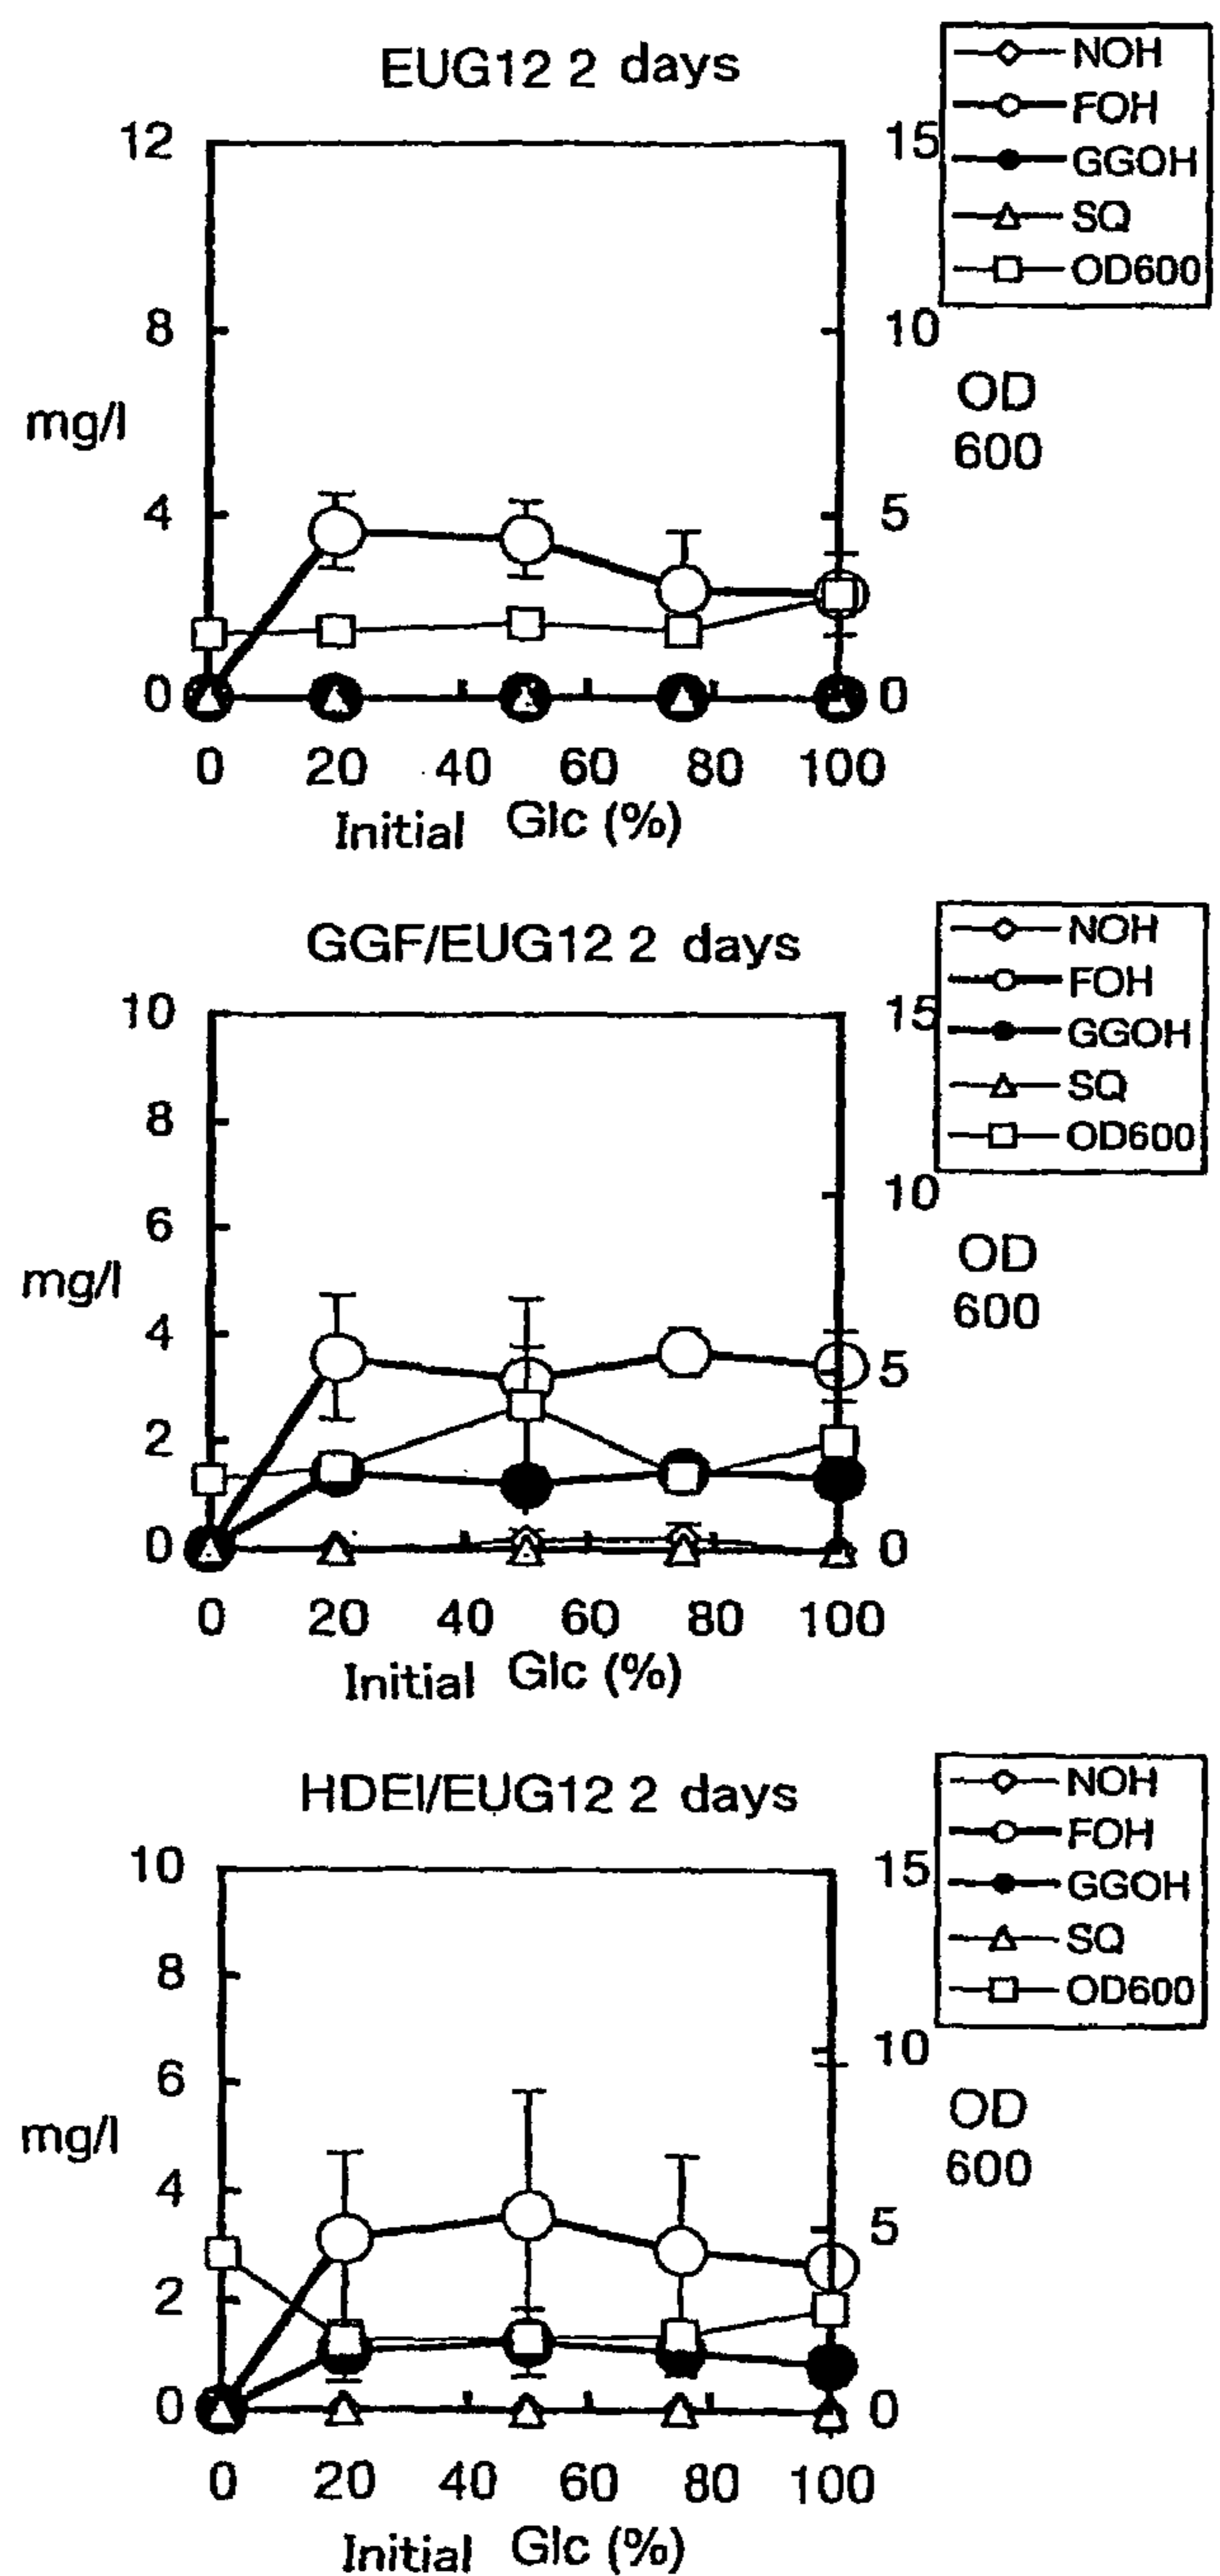 EUG12 2 days
NOH
FOH
GGOH
SQ
OD600
12
8
4
0
mg/l
15
10
5
0
OD
600
0 20 40 60 80 100
Initial Glc (%)
GGF/EUG12 2 days
NOH
FOH
GGOH
SQ
OD600
10
8
6
4
2
0
mg/l
15
10
5
0
OD
600
0 20 40 60 80 100
Initial Glc (%)
HDEI/EUG12 2 days
NOH
FOH
GGOH
SQ
OD600
10
8
6
4
2
0
mg/l
15
10
5
0
OD
600
0 20 40 60 80 100
Initial Glc (%)